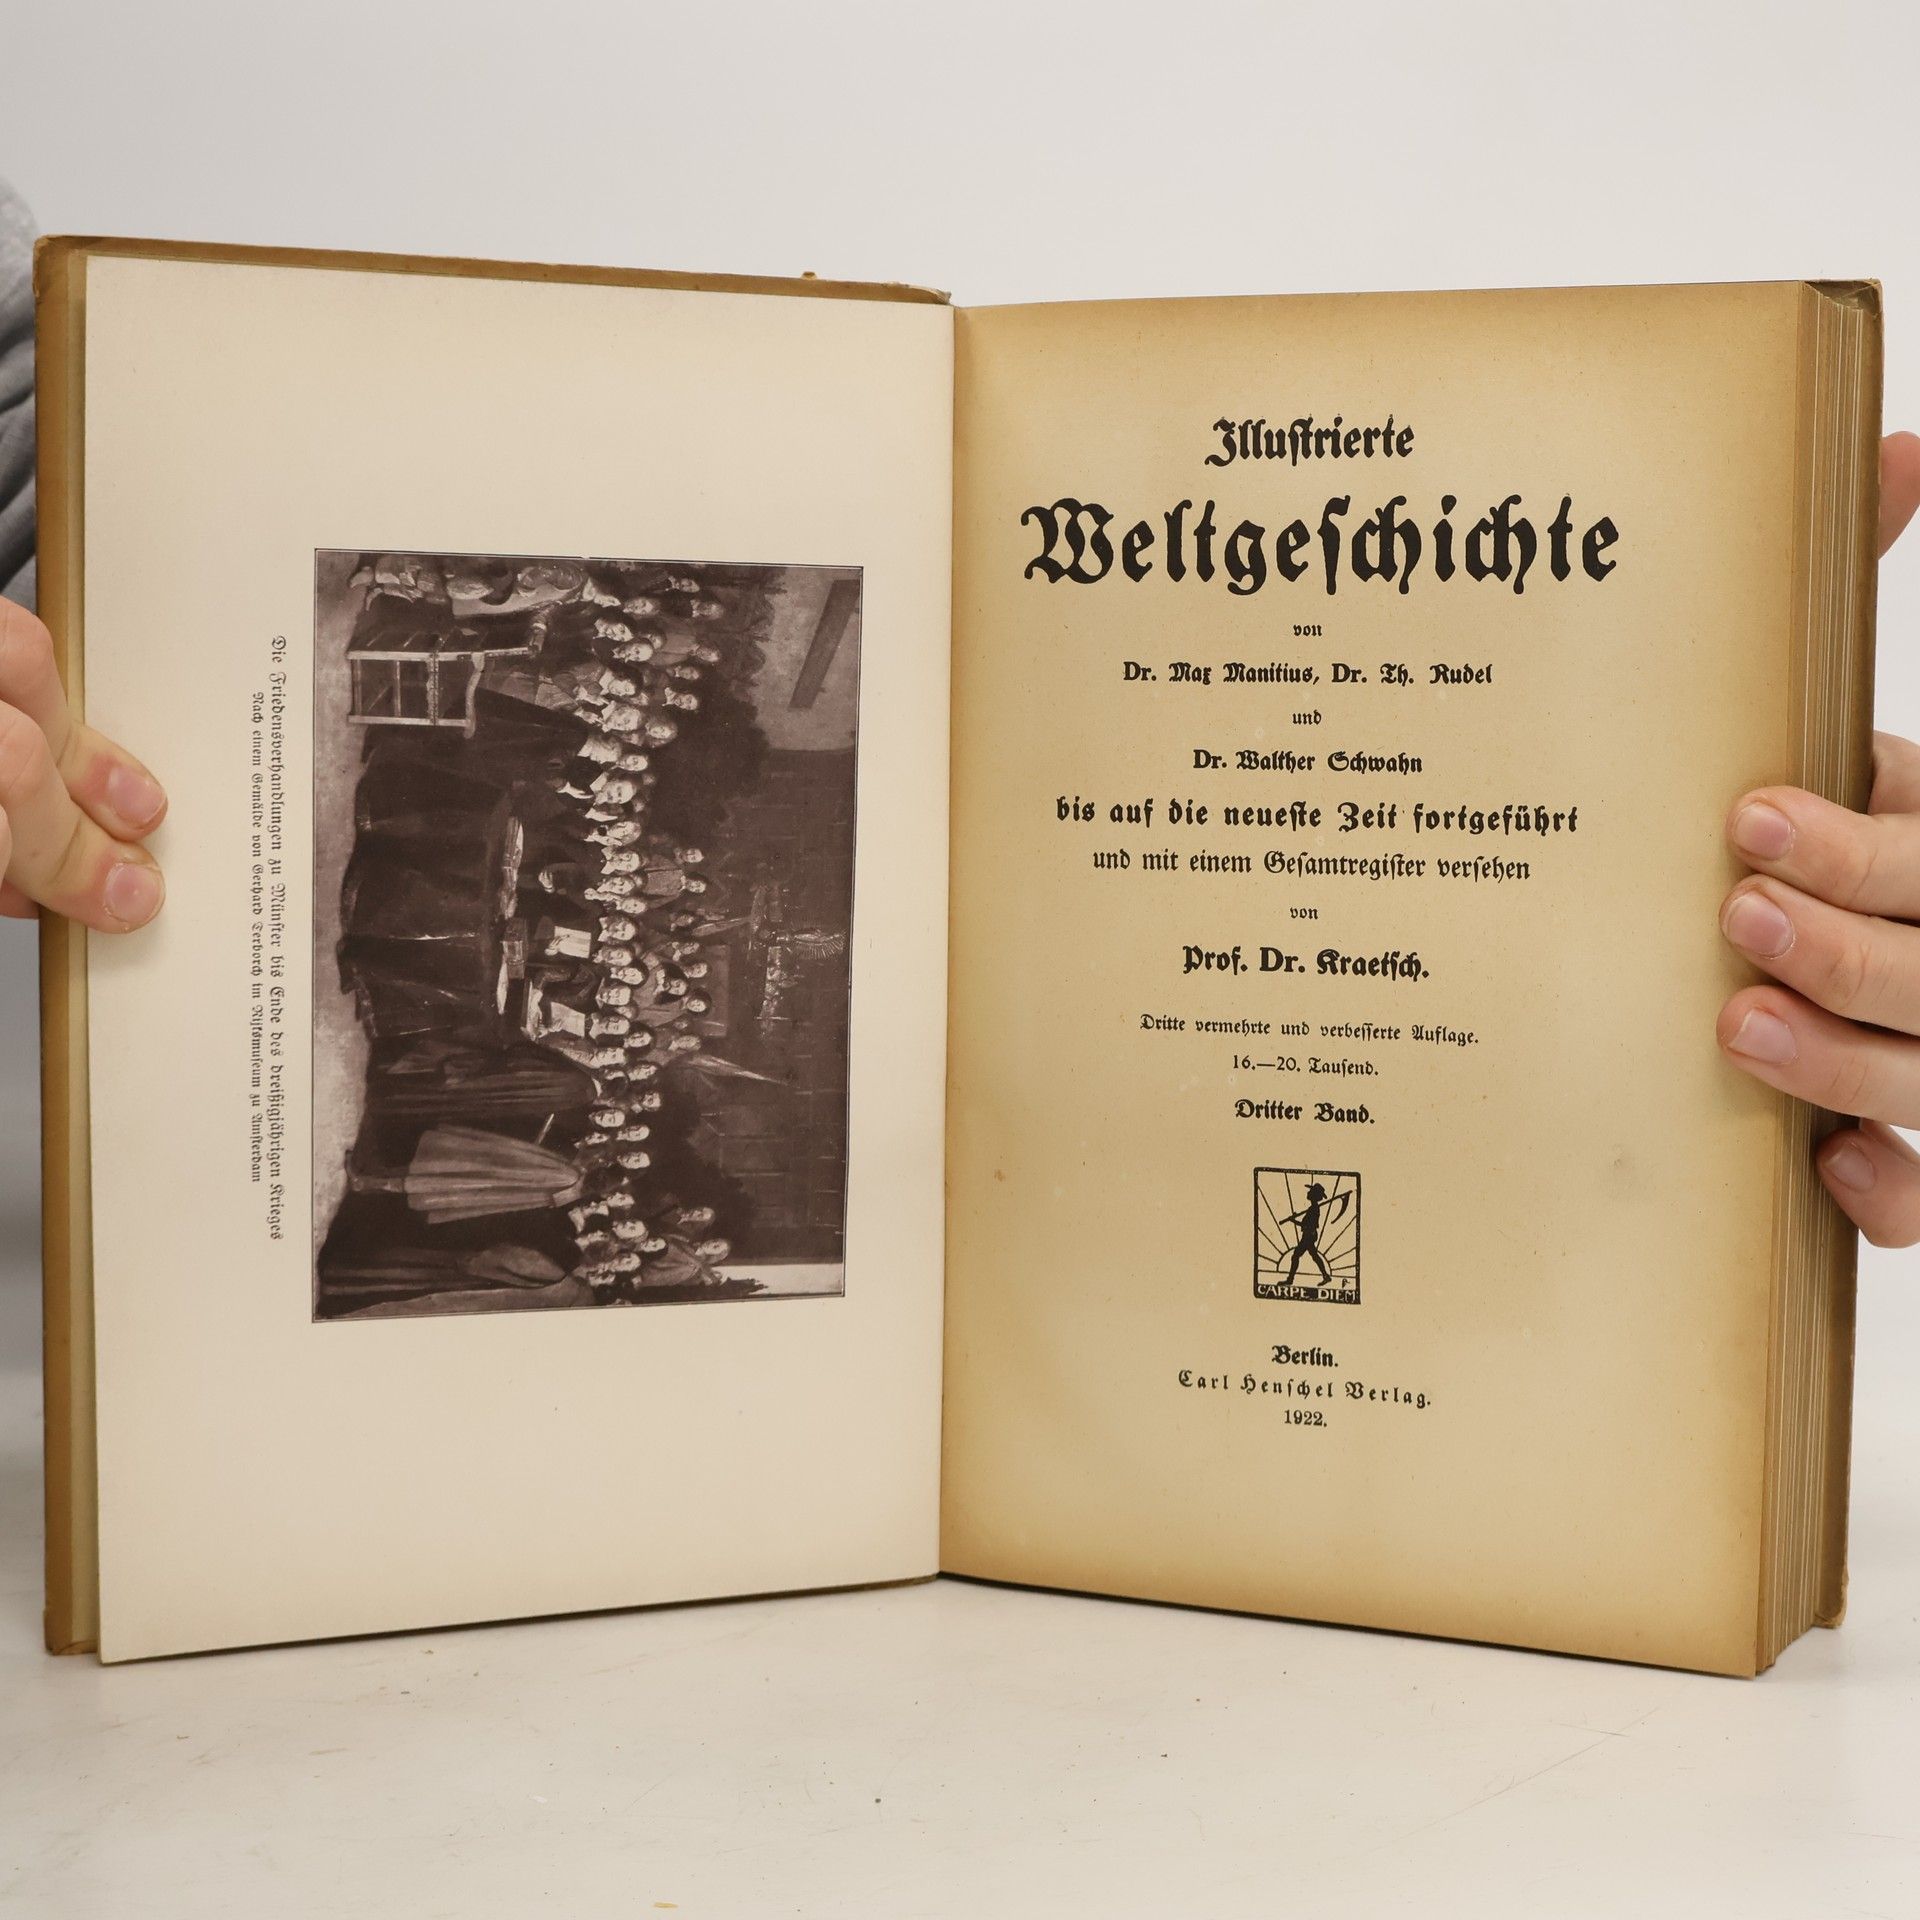 Die Friedensverhandlungen zu Münster bis Ende des dreißigjährigen Krieges
Nach einem Gemälde von Gerhard Terborch im Rijksmuseum zu Amsterdam
Illustrierte
Weltgeschichte
von
Dr. Max Manitius, Dr. Th. Rudel
und
Dr. Walther Schwahn
bis auf die neueste Zeit fortgeführt
und mit einem Gesamtregister versehen
von
Prof. Dr. Kraetsch.
Dritte vermehrte und verbesserte Auflage.
16.—20. Tausend.
Dritter Band.
CARPE DIEM
Berlin.
Carl Henschel Verlag.
1922.